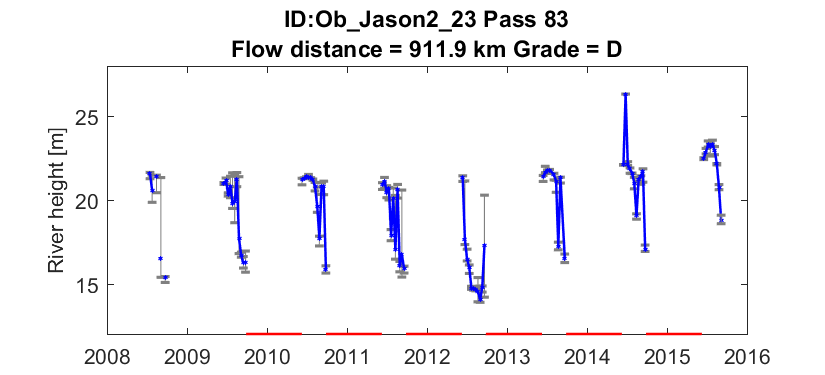 ID:Ob_Jason2_23 Pass 83
Flow distance = 911.9 km Grade = D
River height [m]
25
20
15
2008 2009 2010 2011 2012 2013 2014 2015 2016